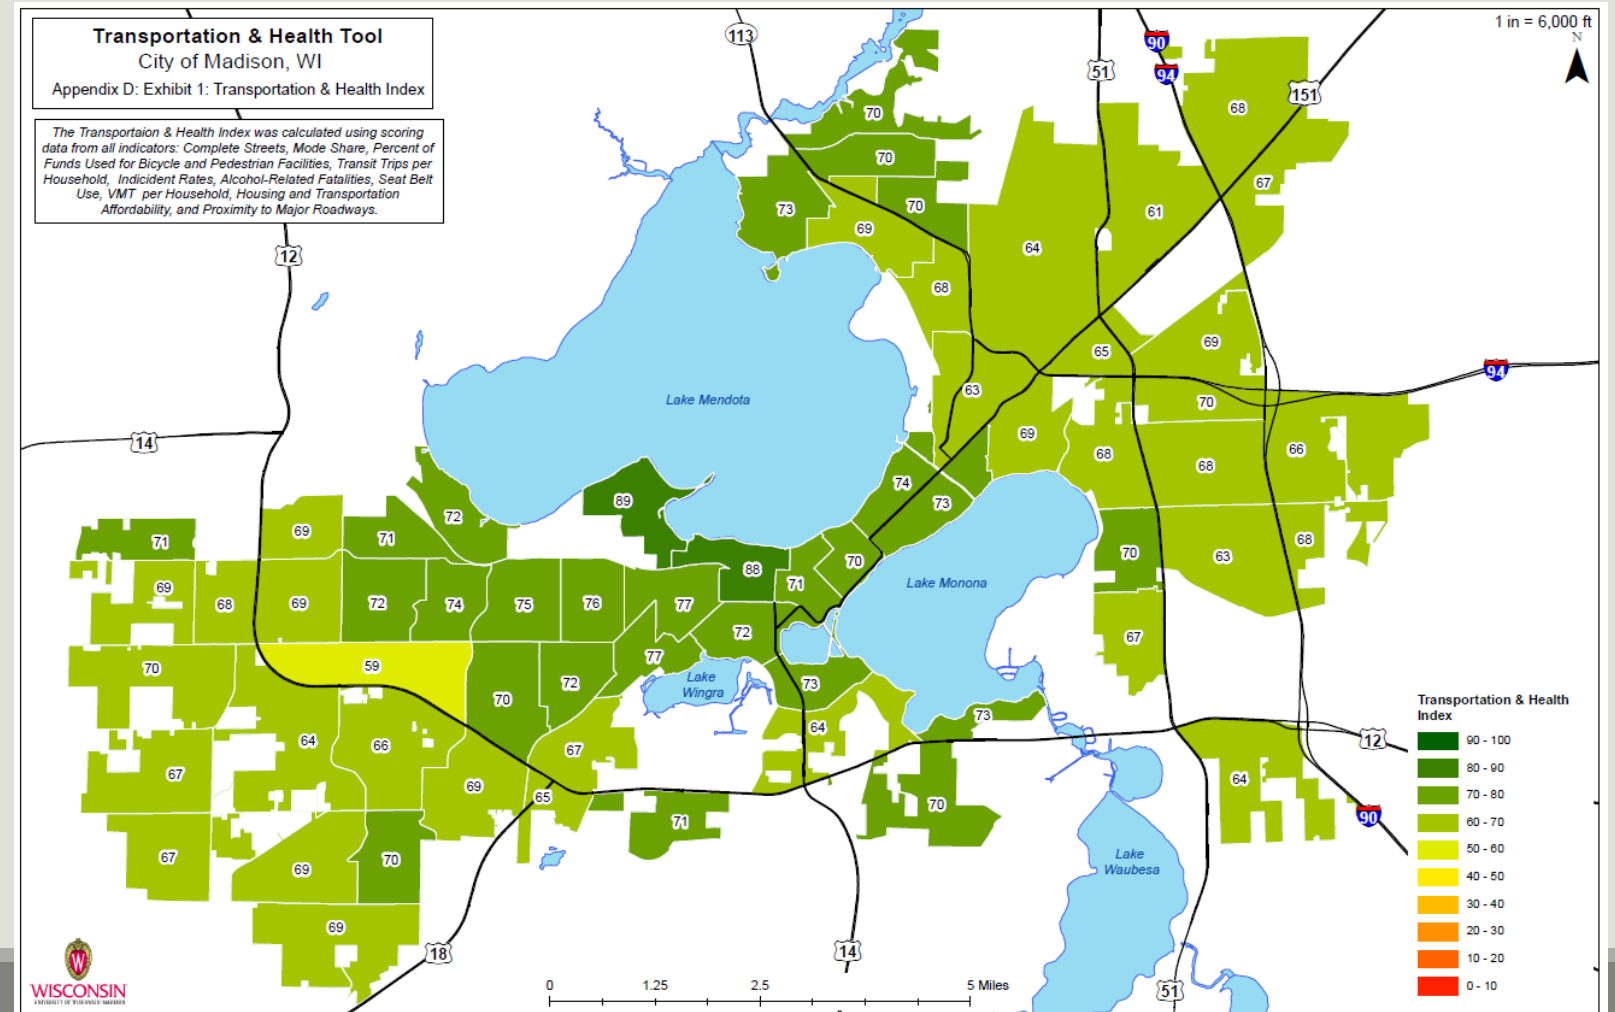 Transportation & Health Tool
City of Madison, WI
Appendix D: Exhibit 1: Transportation & Health Index
The Transportaion & Health Index was calculated using scoring
data from all indicators: Complete Streets, Mode Share, Percent of
Funds Used for Bicycle and Pedestrian Facilities, Transit Trips per
Household, Indicident Rates, Alcohol-Related Fatalities, Seat Belt
Use, VMT per Household, Housing and Transportation
Affordability, and Proximity to Major Roadways.
1 in = 6,000 ft
N
113
51
90
94
151
12
14
94
68
70
70
67
73
70
61
69
64
68
69
65
63
70
69
68
68
66
74
73
89
72
69
71
71
70
63
68
88
71
70
69
68
69
72
74
75
76
77
72
67
77
59
70
70
72
73
73
64
64
66
67
67
69
65
64
70
71
67
69
70
69
Lake Mendota
Lake Monona
Lake
Wingra
Lake
Waubesa
12
90
18
14
51
Transportation & Health
Index
90 - 100
80 - 90
70 - 80
60 - 70
50 - 60
40 - 50
30 - 40
20 - 30
10 - 20
0 - 10
0 1.25 2.5 5 Miles
W
WISCONSIN
UNIVERSITY OF WISCONSIN-MADISON